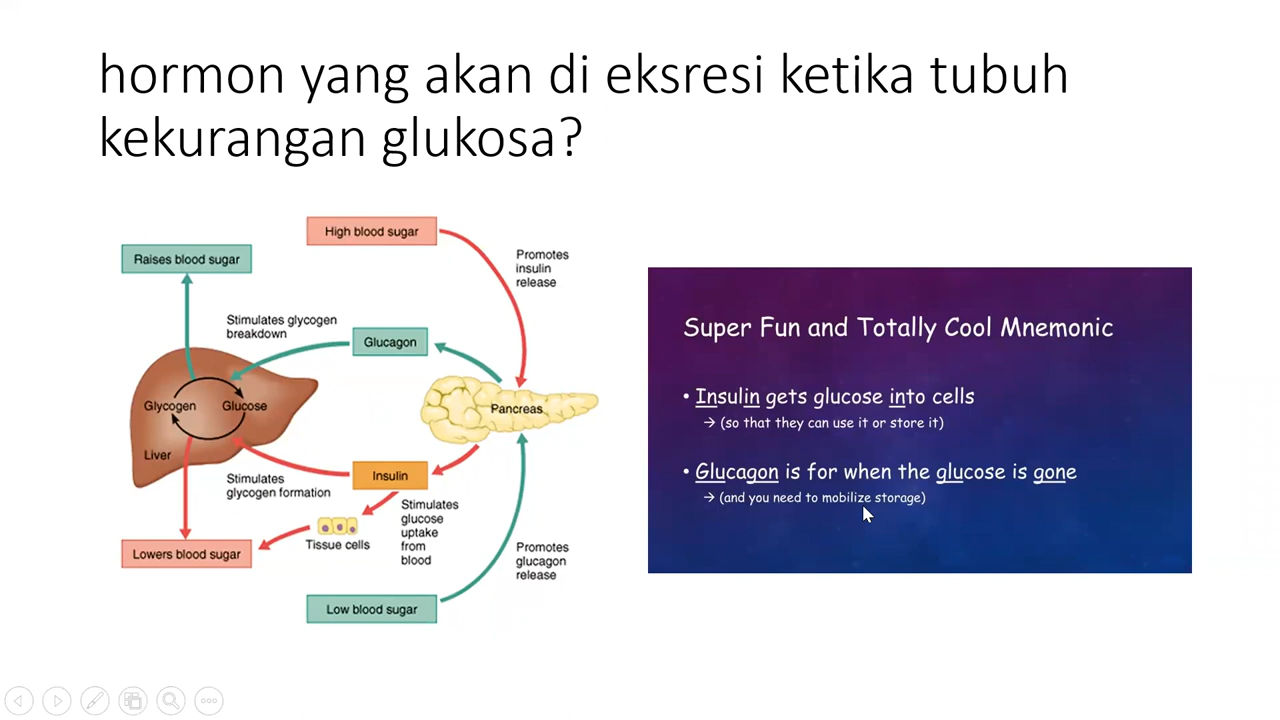 hormon yang akan di eksresi ketika tubuh
kekurangan glukosa?
High blood sugar
Raises blood sugar
Promotes
insulin
release
Stimulates glycogen
breakdown
Glucagon
Glycogen
Glucose
Pancreas
Liver
Insulin
Stimulates
glycogen formation
Stimulates
glucose
uptake
from
blood
Tissue cells
Lowers blood sugar
Promotes
glucagon
release
Low blood sugar
Super Fun and Totally Cool Mnemonic
• Insulin gets glucose into cells
→ (so that they can use it or store it)
• Glucagon is for when the glucose is gone
→ (and you need to mobilize storage)